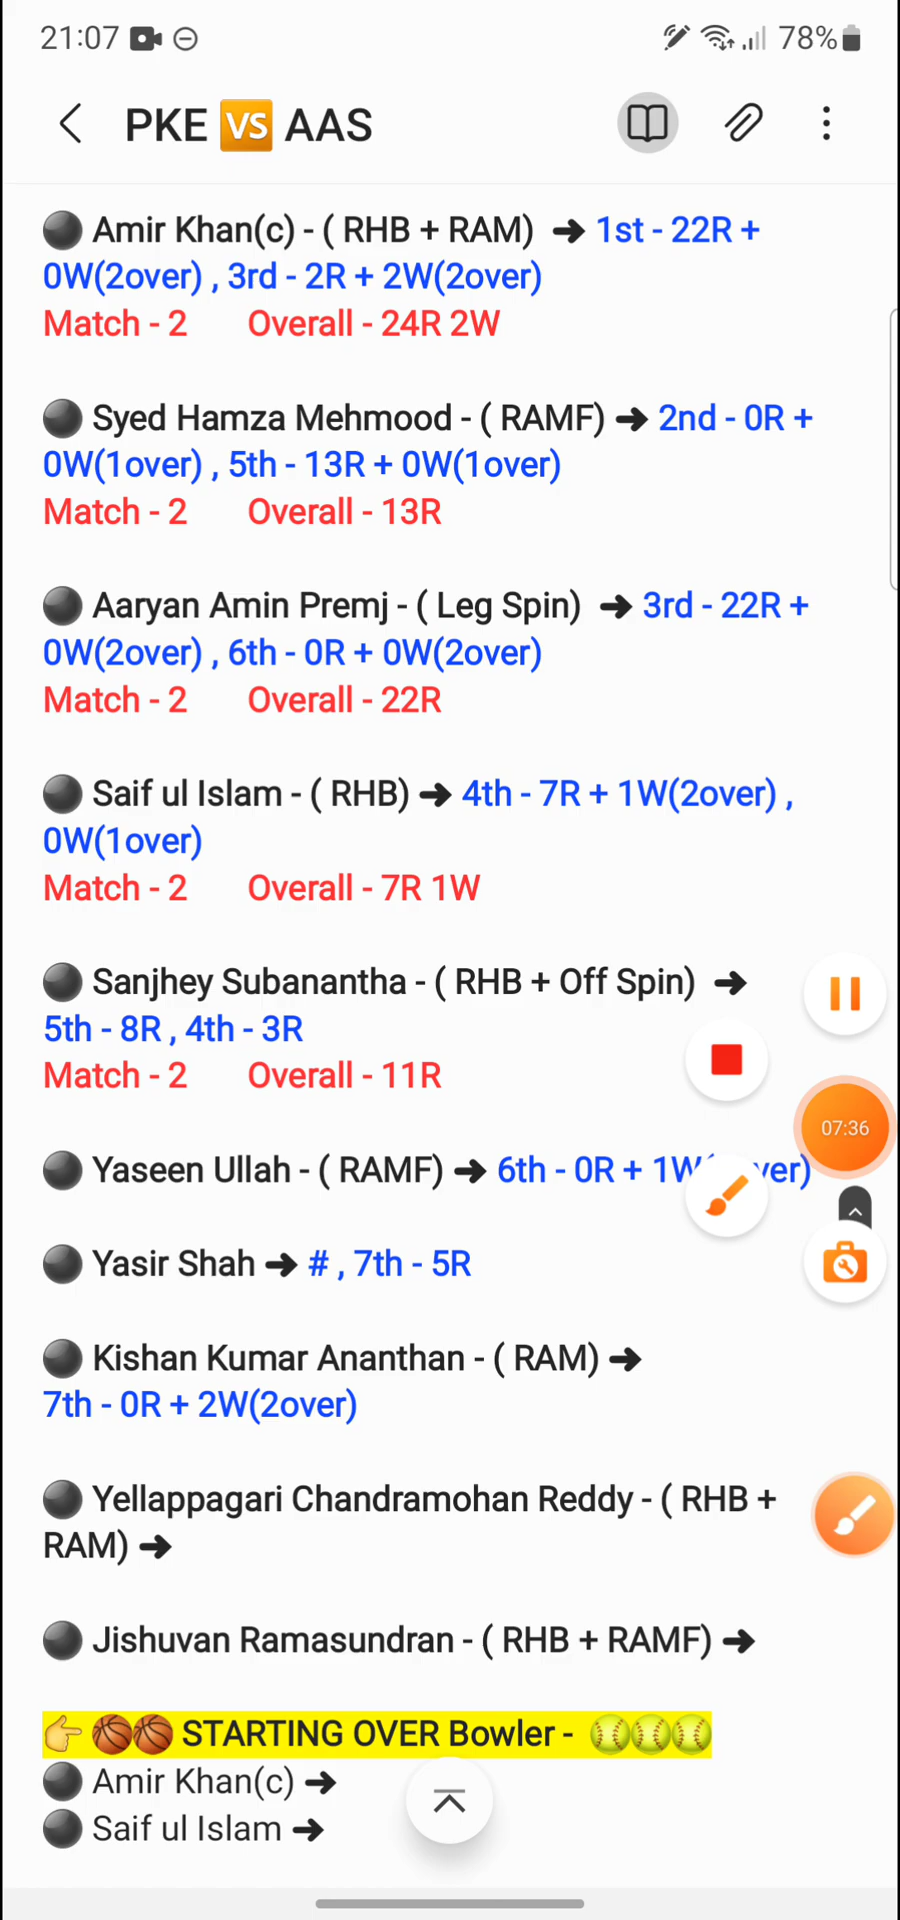 21:07 78%
PKE VS AAS
Amir Khan(c) - ( RHB + RAM) ➔ 1st - 22R +
0W(2over) , 3rd - 2R + 2W(2over)
Match - 2 Overall - 24R 2W
Syed Hamza Mehmood - ( RAMF) ➔ 2nd - 0R +
0W(1over) , 5th - 13R + 0W(1over)
Match - 2 Overall - 13R
Aaryan Amin Premj - ( Leg Spin) ➔ 3rd - 22R +
0W(2over) , 6th - 0R + 0W(2over)
Match - 2 Overall - 22R
Saif ul Islam - ( RHB) ➔ 4th - 7R + 1W(2over) ,
0W(1over)
Match - 2 Overall - 7R 1W
Sanjhey Subanantha - ( RHB + Off Spin) ➔
5th - 8R , 4th - 3R
Match - 2 Overall - 11R
07:36
Yaseen Ullah - ( RAMF) ➔ 6th - 0R + 1W
Yasir Shah ➔ # , 7th - 5R
Kishan Kumar Ananthan - ( RAM) ➔
7th - 0R + 2W(2over)
Yellappagari Chandramohan Reddy - ( RHB +
RAM) ➔
Jishuvan Ramasundran - ( RHB + RAMF) ➔
STARTING OVER Bowler -
Amir Khan(c) ➔
Saif ul Islam ➔